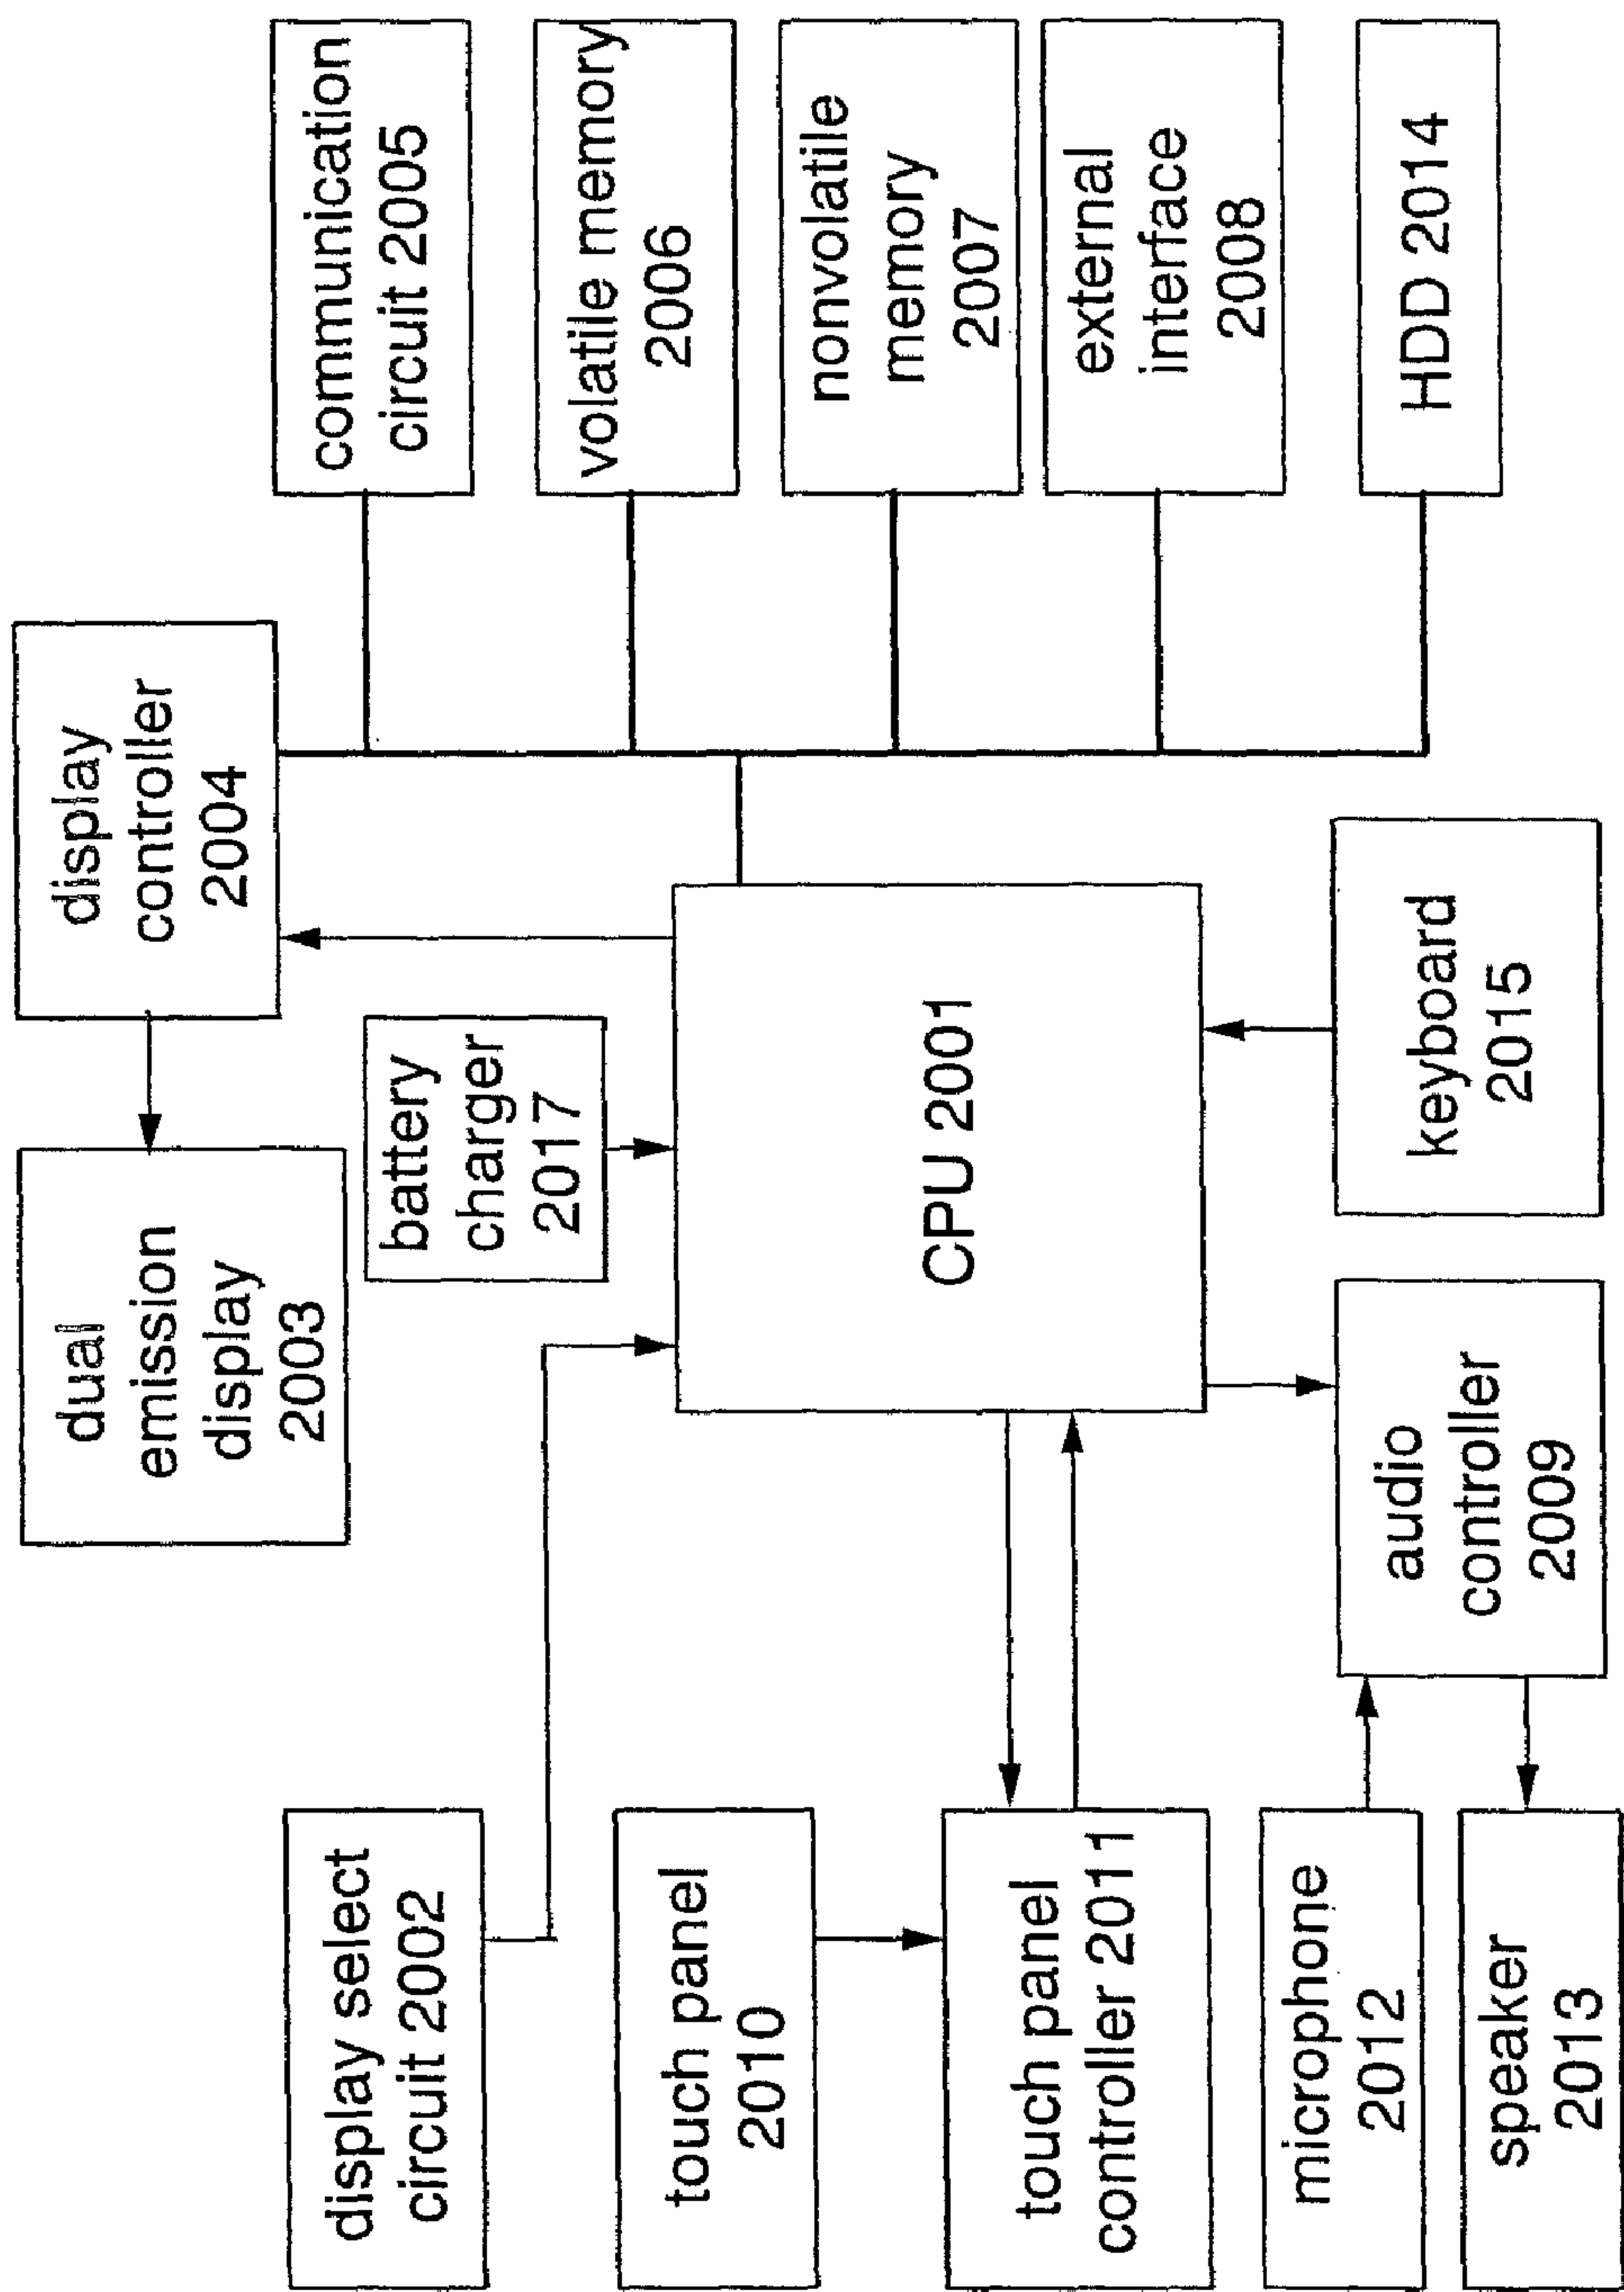 display select
circuit 2002
touch panel
2010
touch panel
controller 2011
microphone
2012
speaker
2013
dual
emission
display
2003
battery
charger
2017
CPU 2001
audio
controller
2009
display
controller
2004
keyboard
2015
communication
circuit 2005
volatile memory
2006
nonvolatile
memory
2007
external
interface
2008
HDD 2014